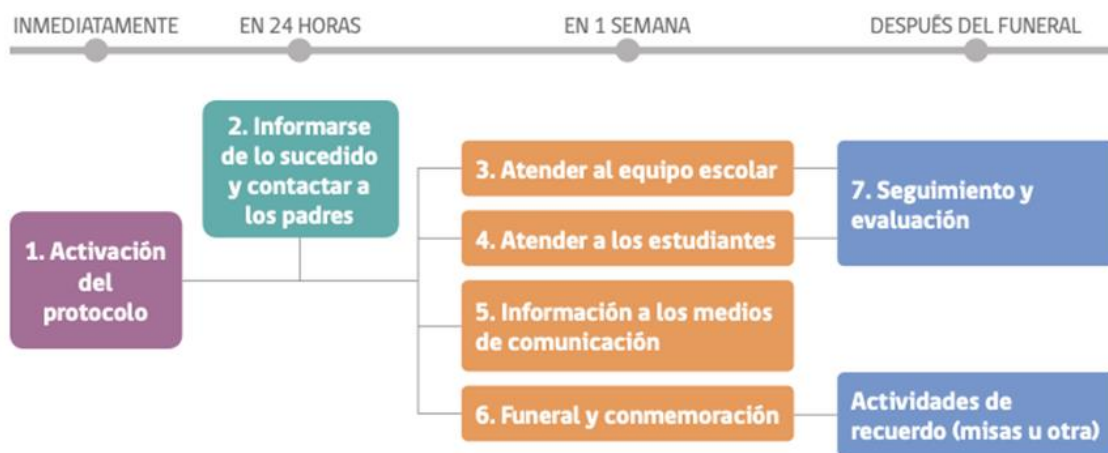 INMEDIATAMENTE
EN 24 HORAS
EN 1 SEMANA
DESPUÉS DEL FUNERAL
1. Activación
del
protocolo
2. Informarse
de lo sucedido
y contactar a
los padres
3. Atender al equipo escolar
4. Atender a los estudiantes
5. Información a los medios
de comunicación
6. Funeral y conmemoración
7. Seguimiento y
evaluación
Actividades de
recuerdo (misas u otra)